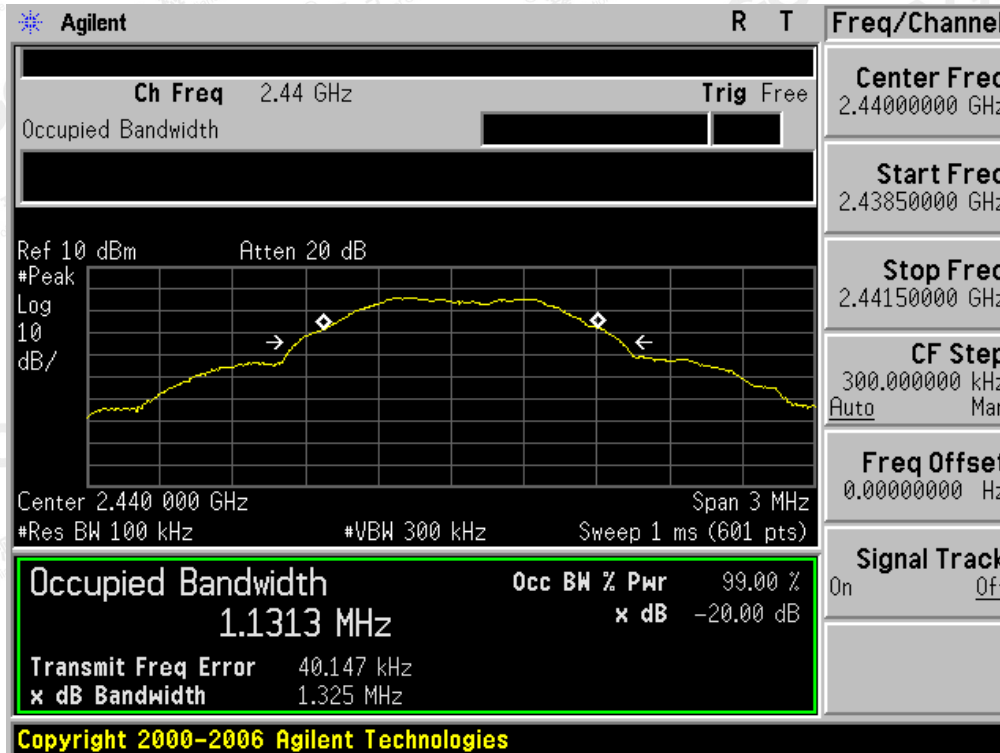 Agilent R T Freq/Channel
Ch Freq 2.44 GHz Trig Free
Occupied Bandwidth
Center Freq
2.44000000 GHz
Start Freq
2.43850000 GHz
Stop Freq
2.44150000 GHz
CF Step
300.000000 kHz
Auto Man
Freq Offset
0.00000000 Hz
Signal Track
On Off
Ref 10 dBm Atten 20 dB
#Peak
Log
10
dB/
Center 2.440 000 GHz Span 3 MHz
#Res BW 100 kHz #VBW 300 kHz Sweep 1 ms (601 pts)
Occupied Bandwidth
1.1313 MHz
Occ BW % Pwr 99.00 %
x dB -20.00 dB
Transmit Freq Error 40.147 kHz
x dB Bandwidth 1.325 MHz
Copyright 2000-2006 Agilent Technologies